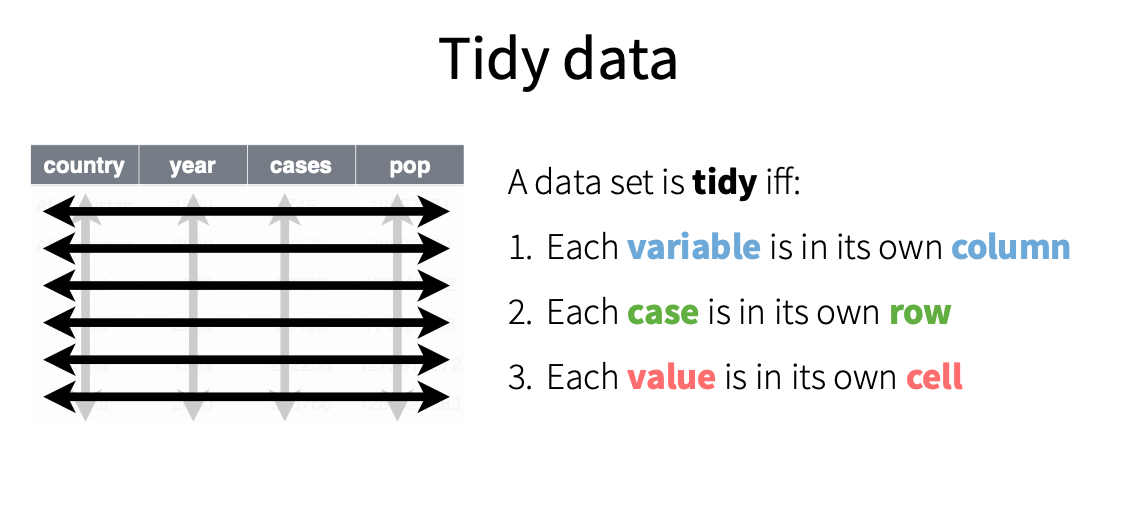 Tidy data
country year cases pop
A data set is tidy iff:
1. Each variable is in its own column
2. Each case is in its own row
3. Each value is in its own cell